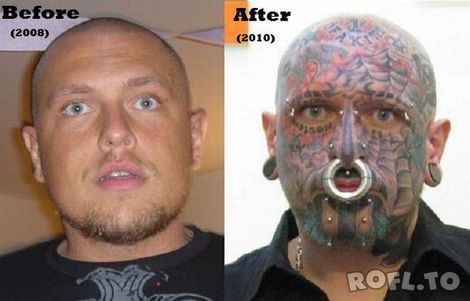 Before
(2008)
After
(2010)
ROFL.TO